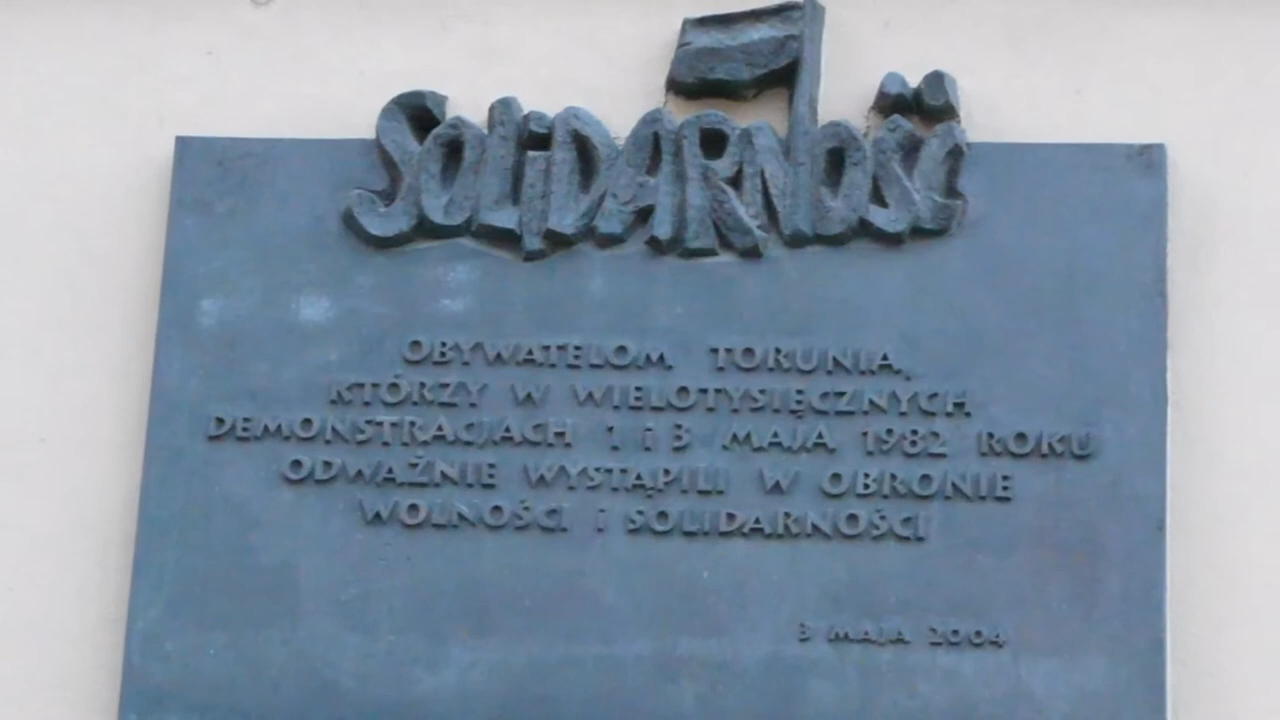 SOLiDARNOŚĆ
OBYWATELOM TORUNIA,
KTÓRZY W WIELOTYSIĘCZNYCH
DEMONSTRACJACH 1 i 3 MAJA 1982 ROKU
ODWAŻNIE WYSTĄPILI W OBRONIE
WOLNOŚCI i SOLIDARNOŚCI
3 MAJA 2004